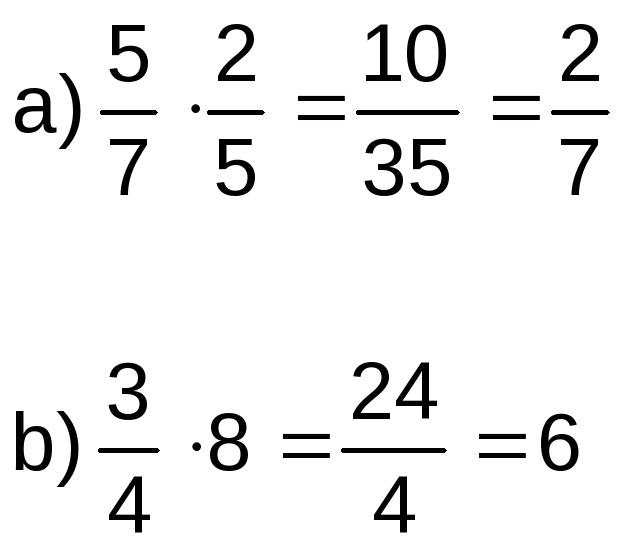 a) 5/7 · 2/5 = 10/35 = 2/7
b) 3/4 · 8 = 24/4 = 6